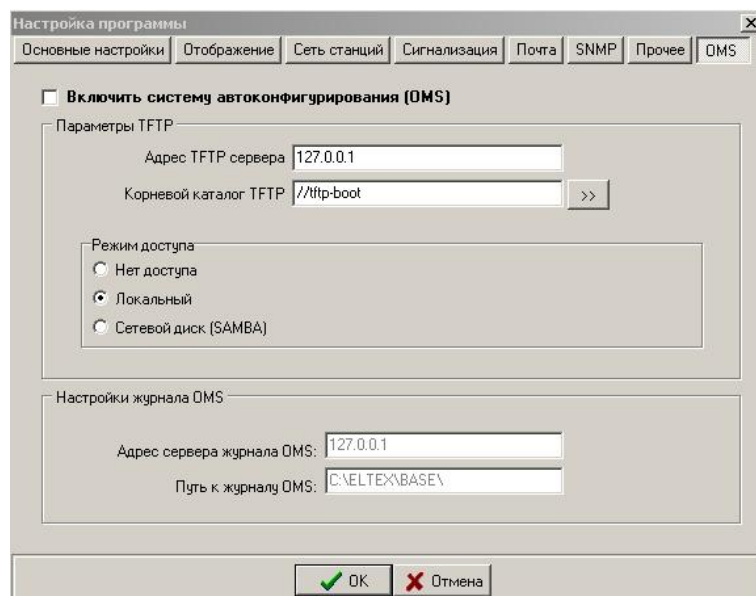 Настройка программы
Основные настройки Отображение Сеть станций Сигнализация Почта SNMP Прочее OMS
Включить систему автоконфигурирования (OMS)
Параметры TFTP
Адрес TFTP сервера 127.0.0.1
Корневой каталог TFTP //tftp-boot >>
Режим доступа
Нет доступа
Локальный
Сетевой диск (SAMBA)
Настройки журнала OMS
Адрес сервера журнала OMS: 127.0.0.1
Путь к журналу OMS: C:\ELTEX\BASE\
OK Отмена